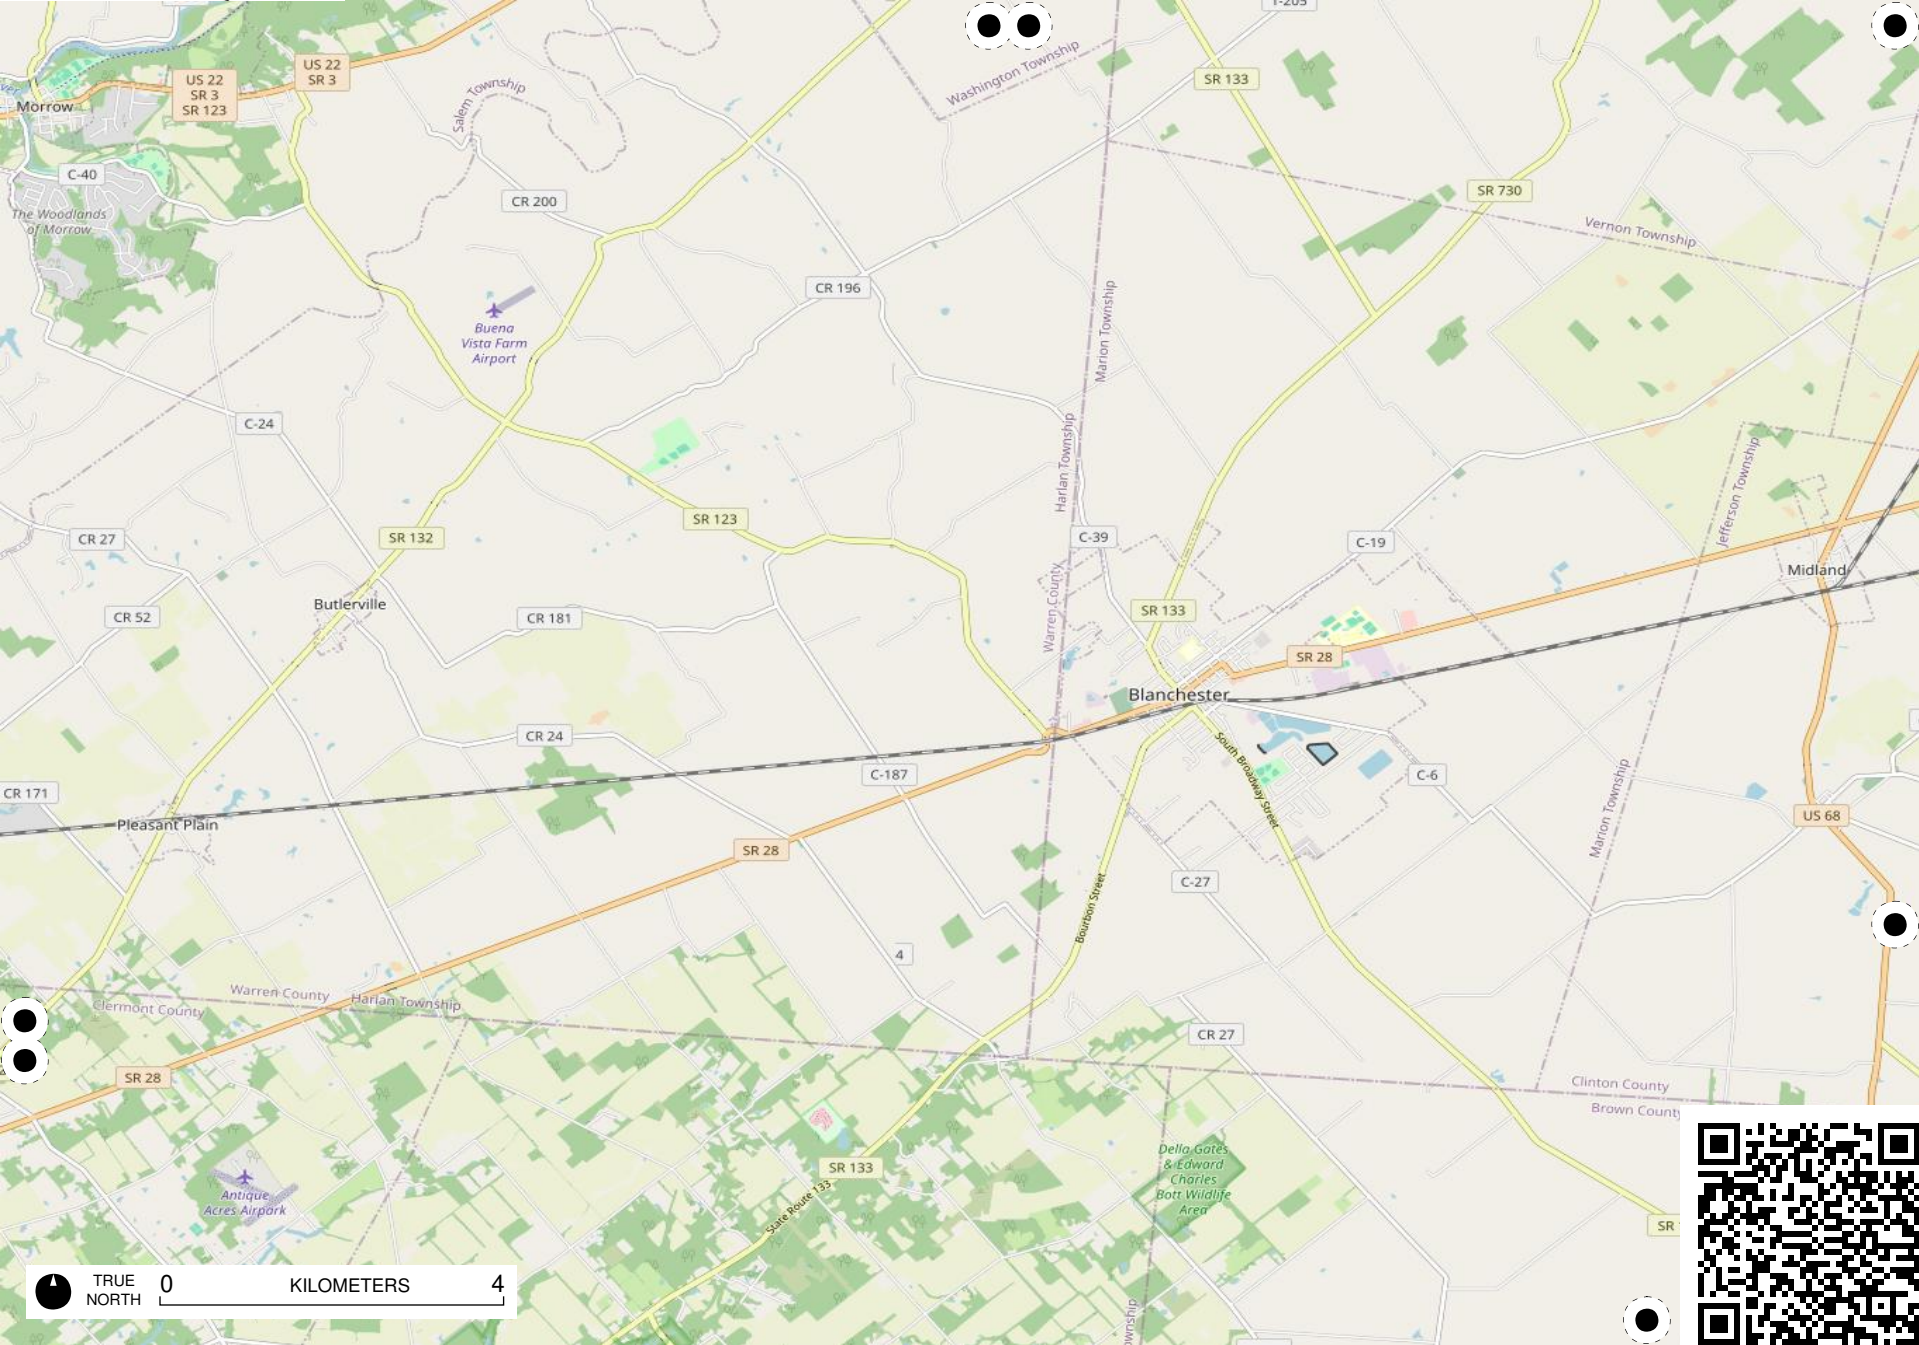 T-205
Washington Township
US 22
SR 3
US 22
SR 3
SR 123
SR 133
Morrow
Salem Township
C-40
SR 730
CR 200
The Woodlands
of Morrow
Vernon Township
CR 196
Buena
Vista Farm
Airport
Marion Township
C-24
Harlan Township
Jefferson Township
SR 123
CR 27
SR 132
C-39
C-19
Midland
Butlerville
Warren County
CR 52
CR 181
SR 133
SR 28
Blanchester
CR 24
South Broadway Street
C-187
C-6
CR 171
Marion Township
US 68
Pleasant Plain
SR 28
C-27
Bourbon Street
4
Warren County
Harlan Township
Clermont County
CR 27
SR 28
Clinton County
Brown County
Della Gates
& Edward
Charles
Bott Wildlife
Area
SR 133
Antique
Acres Airpark
State Route 133
SR
TRUE
NORTH
0 KILOMETERS 4